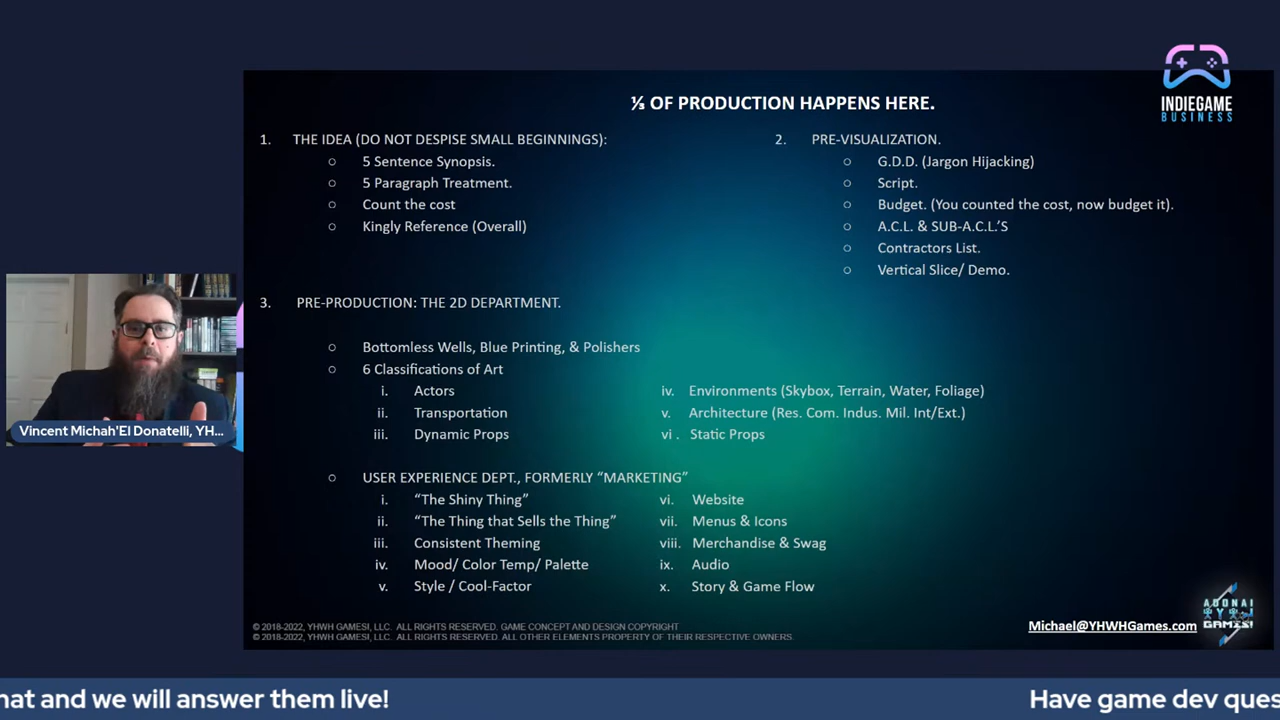 INDIEGAME
BUSINESS
⅓ OF PRODUCTION HAPPENS HERE.
1. THE IDEA (DO NOT DESPISE SMALL BEGINNINGS):
○ 5 Sentence Synopsis.
○ 5 Paragraph Treatment.
○ Count the cost
○ Kingly Reference (Overall)
2. PRE-VISUALIZATION.
○ G.D.D. (Jargon Hijacking)
○ Script.
○ Budget. (You counted the cost, now budget it).
○ A.C.L. & SUB-A.C.L.'S
○ Contractors List.
○ Vertical Slice/ Demo.
3. PRE-PRODUCTION: THE 2D DEPARTMENT.
○ Bottomless Wells, Blue Printing, & Polishers
○ 6 Classifications of Art
i. Actors
ii. Transportation
iii. Dynamic Props
iv. Environments (Skybox, Terrain, Water, Foliage)
v. Architecture (Res. Com. Indus. Mil. Int/Ext.)
vi . Static Props
○ USER EXPERIENCE DEPT., FORMERLY “MARKETING”
i. “The Shiny Thing”
ii. “The Thing that Sells the Thing”
iii. Consistent Theming
iv. Mood/ Color Temp/ Palette
v. Style / Cool-Factor
vi. Website
vii. Menus & Icons
viii. Merchandise & Swag
ix. Audio
x. Story & Game Flow
Vincent Michah'El Donatelli, YH...
© 2018-2022, YHWH GAMESI, LLC. ALL RIGHTS RESERVED. GAME CONCEPT AND DESIGN COPYRIGHT
© 2018-2022, YHWH GAMESI, LLC. ALL RIGHTS RESERVED. ALL OTHER ELEMENTS PROPERTY OF THEIR RESPECTIVE OWNERS.
Michael@YHWHGames.com
ADONAI
GAMES!
hat and we will answer them live!
Have game dev ques